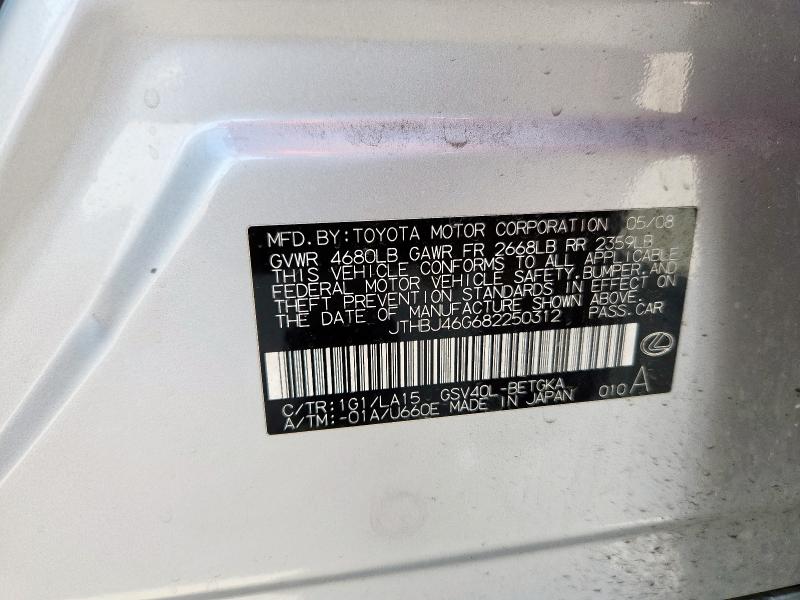 MFD. BY: TOYOTA MOTOR CORPORATION 05/08
GVWR 4680LB GAWR FR 2668LB RR 2359LB
THIS VEHICLE CONFORMS TO ALL APPLICABLE
FEDERAL MOTOR VEHICLE SAFETY, BUMPER, AND
THEFT PREVENTION STANDARDS IN EFFECT ON
THE DATE OF MANUFACTURE SHOWN ABOVE.
JTHBJ46G682250312 PASS. CAR
C/TR: 1G1/LA15 GSV40L-BETGKA
A/TM: -01A/U660E MADE IN JAPAN 010 A